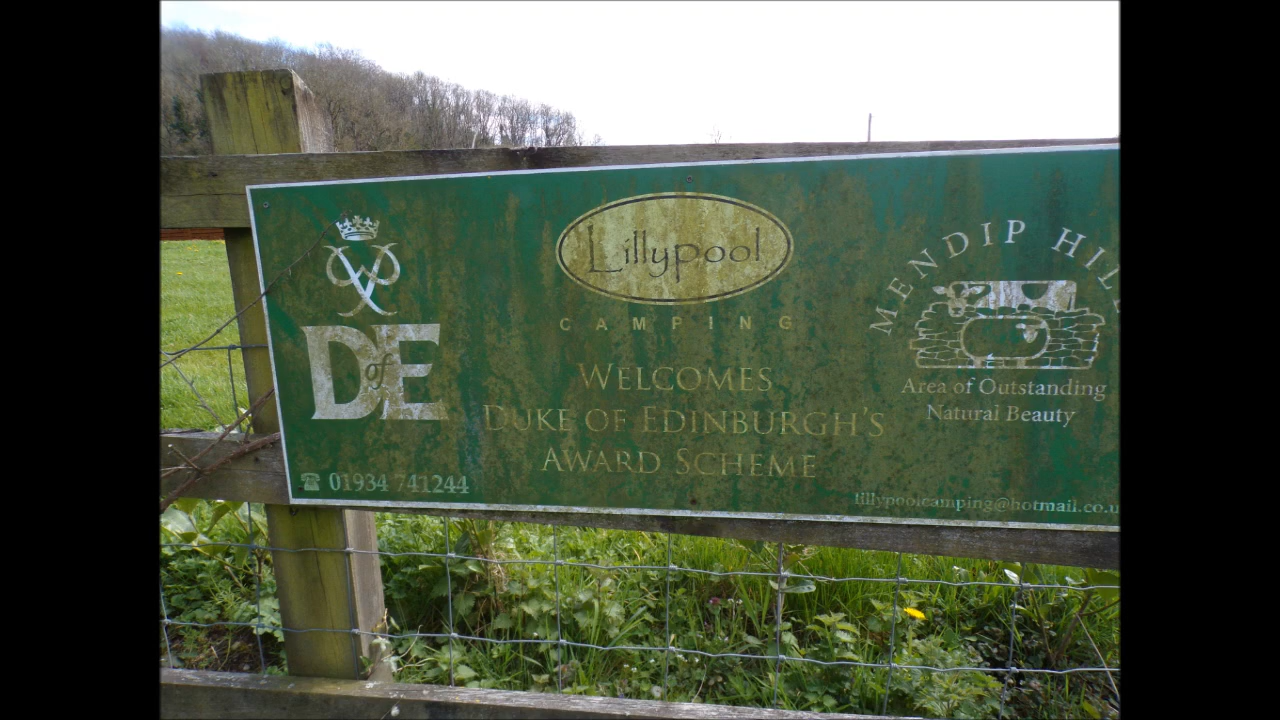 DofE
01934 741244
Lillypool
CAMPING
WELCOMES
DUKE OF EDINBURGH'S
AWARD SCHEME
MENDIP HILL
Area of Outstanding
Natural Beauty
lillypoolcamping@hotmail.co.u